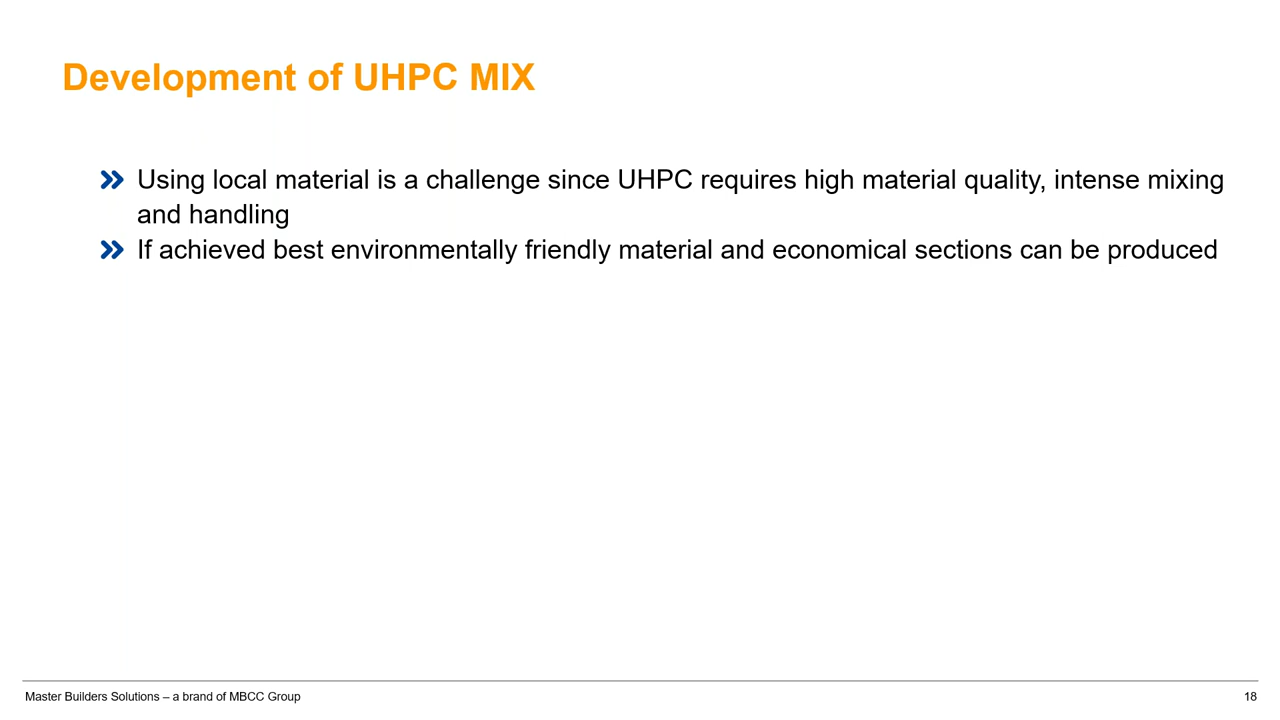 Development of UHPC MIX
Using local material is a challenge since UHPC requires high material quality, intense mixing
and handling
If achieved best environmentally friendly material and economical sections can be produced
Master Builders Solutions – a brand of MBCC Group
18